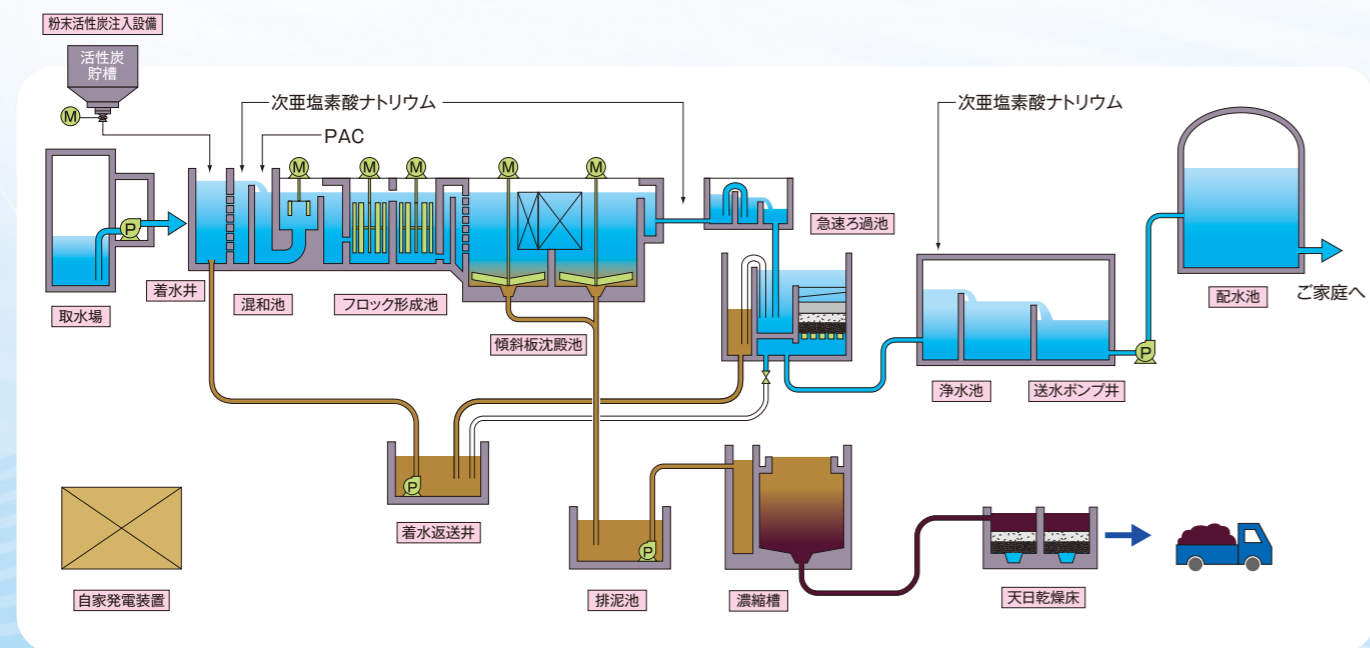 粉末活性炭注入設備
活性炭
貯槽
M
次亜塩素酸ナトリウム
次亜塩素酸ナトリウム
PAC
M
M
M
M
M
P
急速ろ過池
着水井
混和池
フロック形成池
取水場
傾斜板沈殿池
配水池
ご家庭へ
P
浄水池
送水ポンプ井
P
着水返送井
P
自家発電装置
排泥池
濃縮槽
天日乾燥床